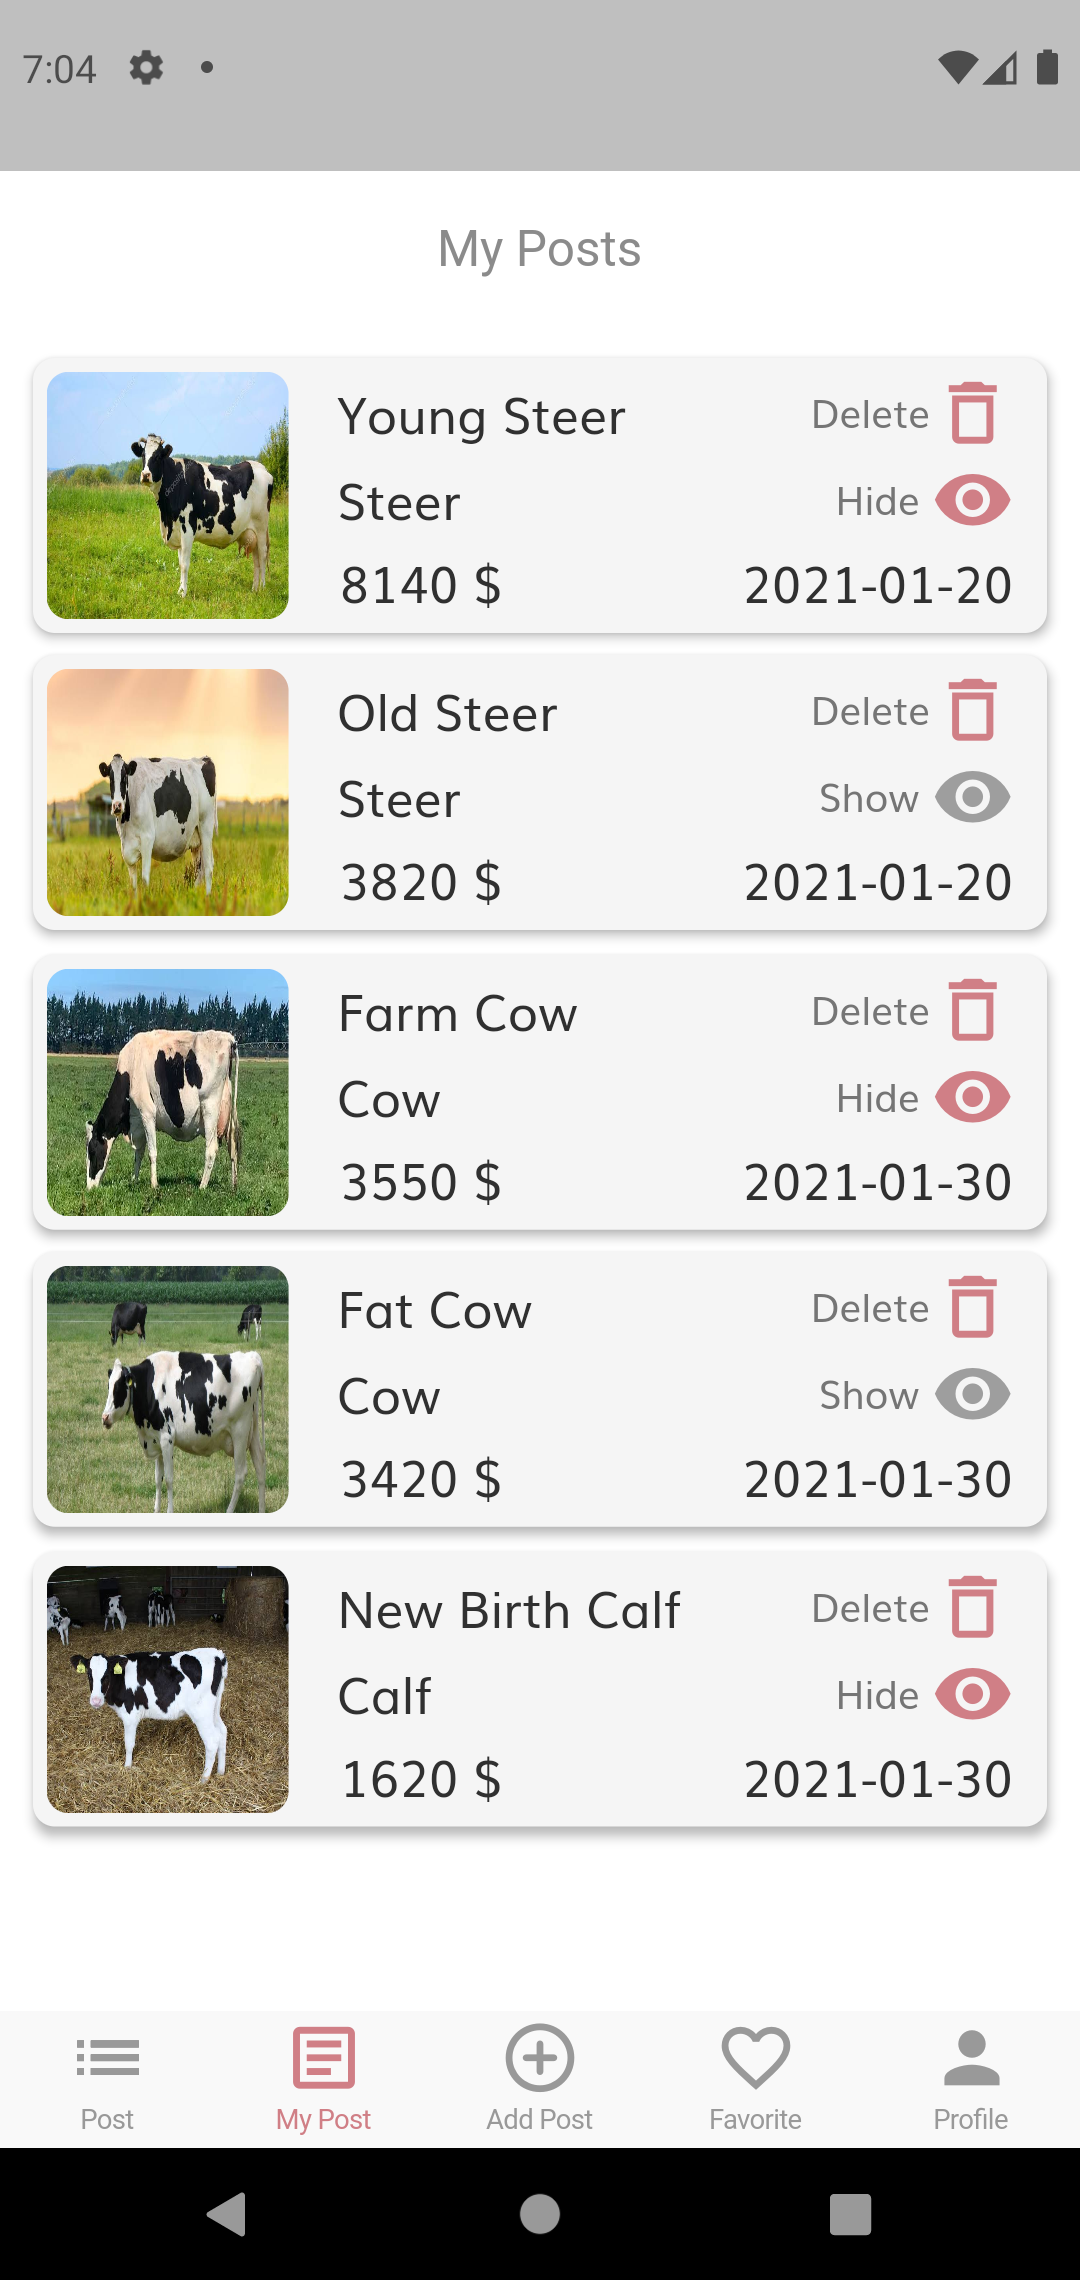 7:04
My Posts
Young Steer Delete
Steer Hide
8140 $ 2021-01-20
Old Steer Delete
Steer Show
3820 $ 2021-01-20
Farm Cow Delete
Cow Hide
3550 $ 2021-01-30
Fat Cow Delete
Cow Show
3420 $ 2021-01-30
New Birth Calf Delete
Calf Hide
1620 $ 2021-01-30
Post My Post Add Post Favorite Profile